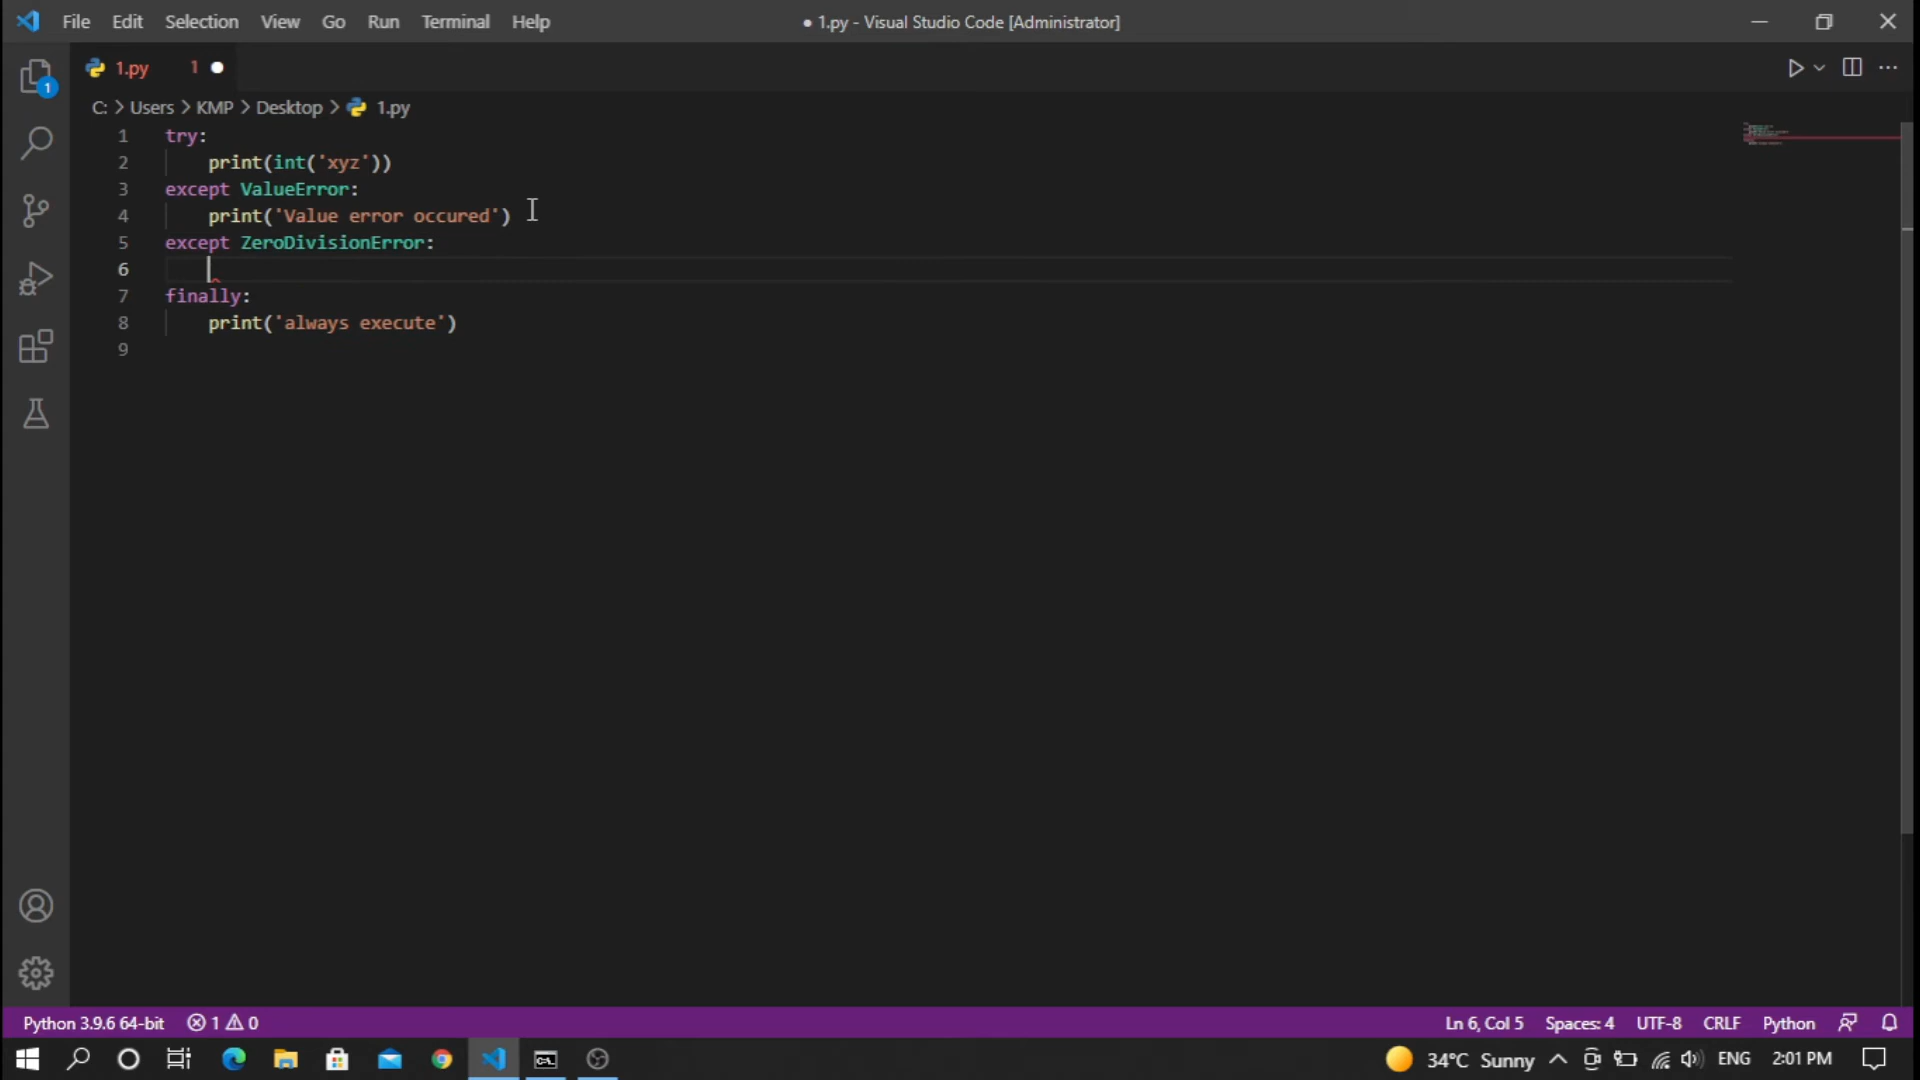 File Edit Selection View Go Run Terminal Help ● 1.py - Visual Studio Code [Administrator]
1.py 1
C: > Users > KMP > Desktop > 1.py
1 try:
2 print(int('xyz'))
3 except ValueError:
4 print('Value error occured')
5 except ZeroDivisionError:
6
7 finally:
8 print('always execute')
9
1
Python 3.9.6 64-bit 1 0 Ln 6, Col 5 Spaces: 4 UTF-8 CRLF Python
34°C Sunny ENG 2:01 PM